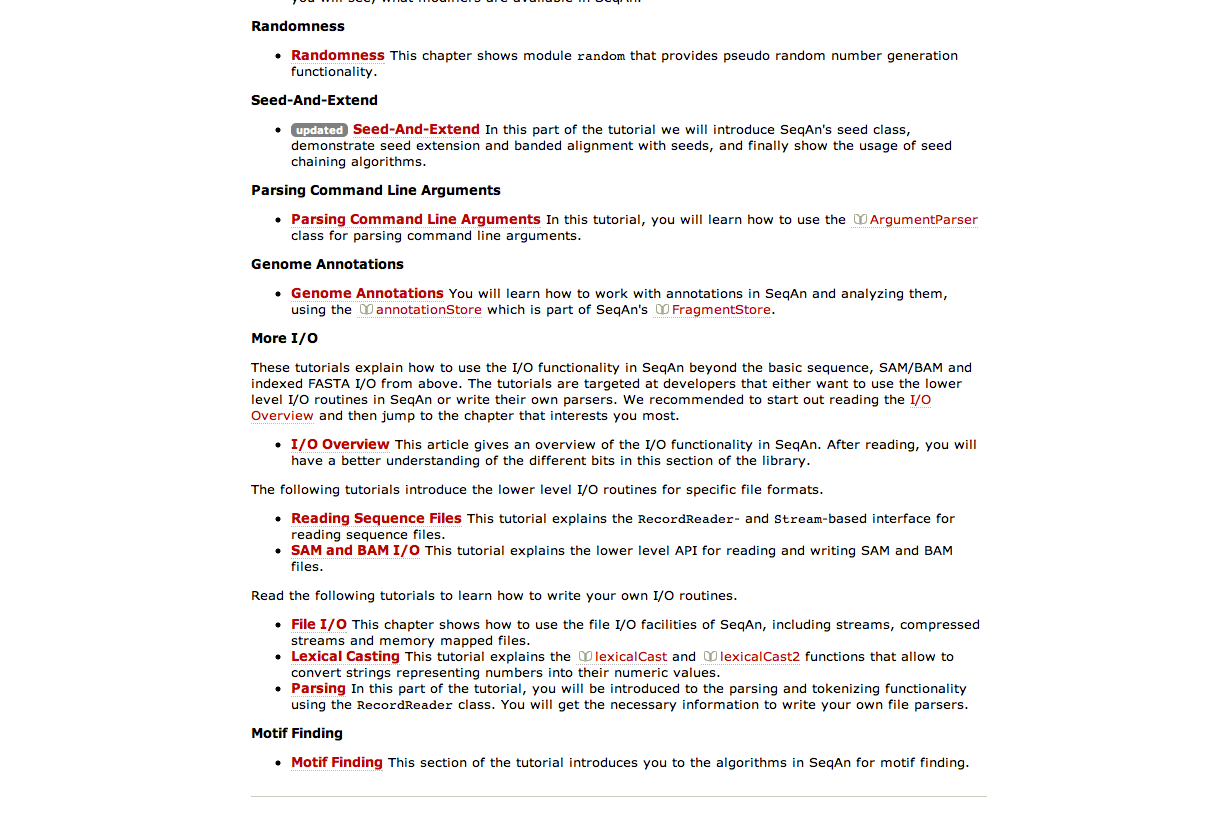 you will see, what modifiers are available in SeqAn.
Randomness
Randomness This chapter shows module random that provides pseudo random number generation
functionality.
Seed-And-Extend
updated Seed-And-Extend In this part of the tutorial we will introduce SeqAn's seed class,
demonstrate seed extension and banded alignment with seeds, and finally show the usage of seed
chaining algorithms.
Parsing Command Line Arguments
Parsing Command Line Arguments In this tutorial, you will learn how to use the ArgumentParser
class for parsing command line arguments.
Genome Annotations
Genome Annotations You will learn how to work with annotations in SeqAn and analyzing them,
using the annotationStore which is part of SeqAn's FragmentStore.
More I/O
These tutorials explain how to use the I/O functionality in SeqAn beyond the basic sequence, SAM/BAM and
indexed FASTA I/O from above. The tutorials are targeted at developers that either want to use the lower
level I/O routines in SeqAn or write their own parsers. We recommended to start out reading the I/O
Overview and then jump to the chapter that interests you most.
I/O Overview This article gives an overview of the I/O functionality in SeqAn. After reading, you will
have a better understanding of the different bits in this section of the library.
The following tutorials introduce the lower level I/O routines for specific file formats.
Reading Sequence Files This tutorial explains the RecordReader- and Stream-based interface for
reading sequence files.
SAM and BAM I/O This tutorial explains the lower level API for reading and writing SAM and BAM
files.
Read the following tutorials to learn how to write your own I/O routines.
File I/O This chapter shows how to use the file I/O facilities of SeqAn, including streams, compressed
streams and memory mapped files.
Lexical Casting This tutorial explains the lexicalCast and lexicalCast2 functions that allow to
convert strings representing numbers into their numeric values.
Parsing In this part of the tutorial, you will be introduced to the parsing and tokenizing functionality
using the RecordReader class. You will get the necessary information to write your own file parsers.
Motif Finding
Motif Finding This section of the tutorial introduces you to the algorithms in SeqAn for motif finding.